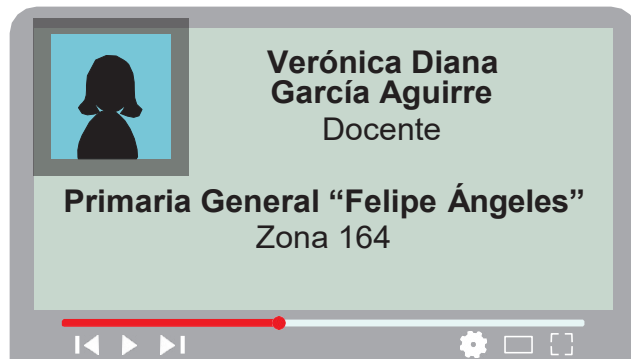 Verónica Diana
García Aguirre
Docente
Primaria General “Felipe Ángeles”
Zona 164